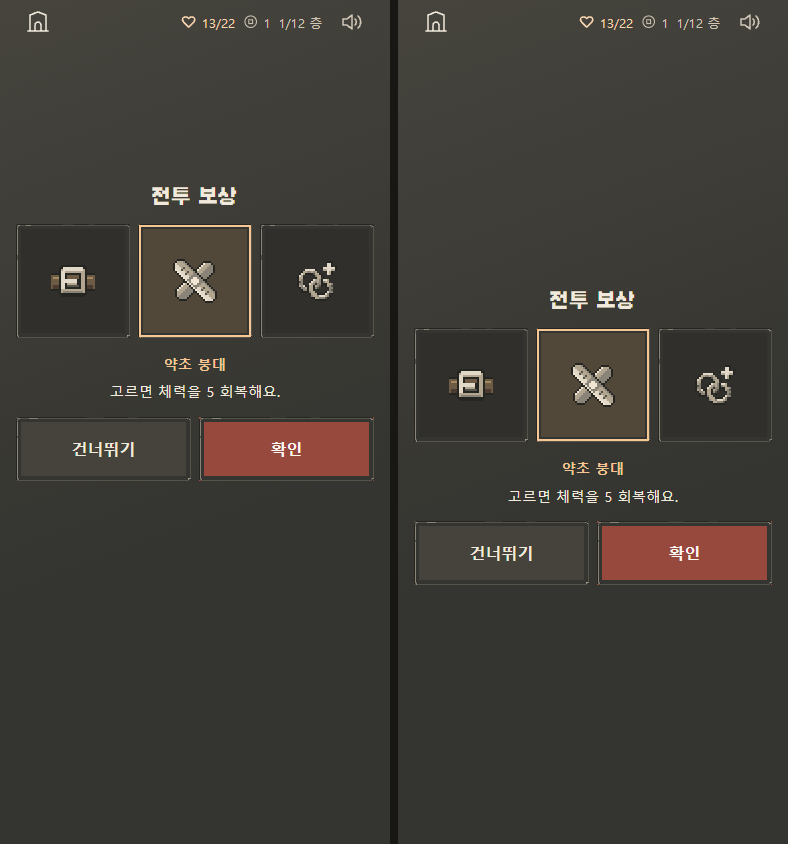 13/22 1 1/12 층
전투 보상
약초 붕대
고르면 체력을 5 회복해요.
건너뛰기 확인
13/22 1 1/12 층
전투 보상
약초 붕대
고르면 체력을 5 회복해요.
건너뛰기 확인